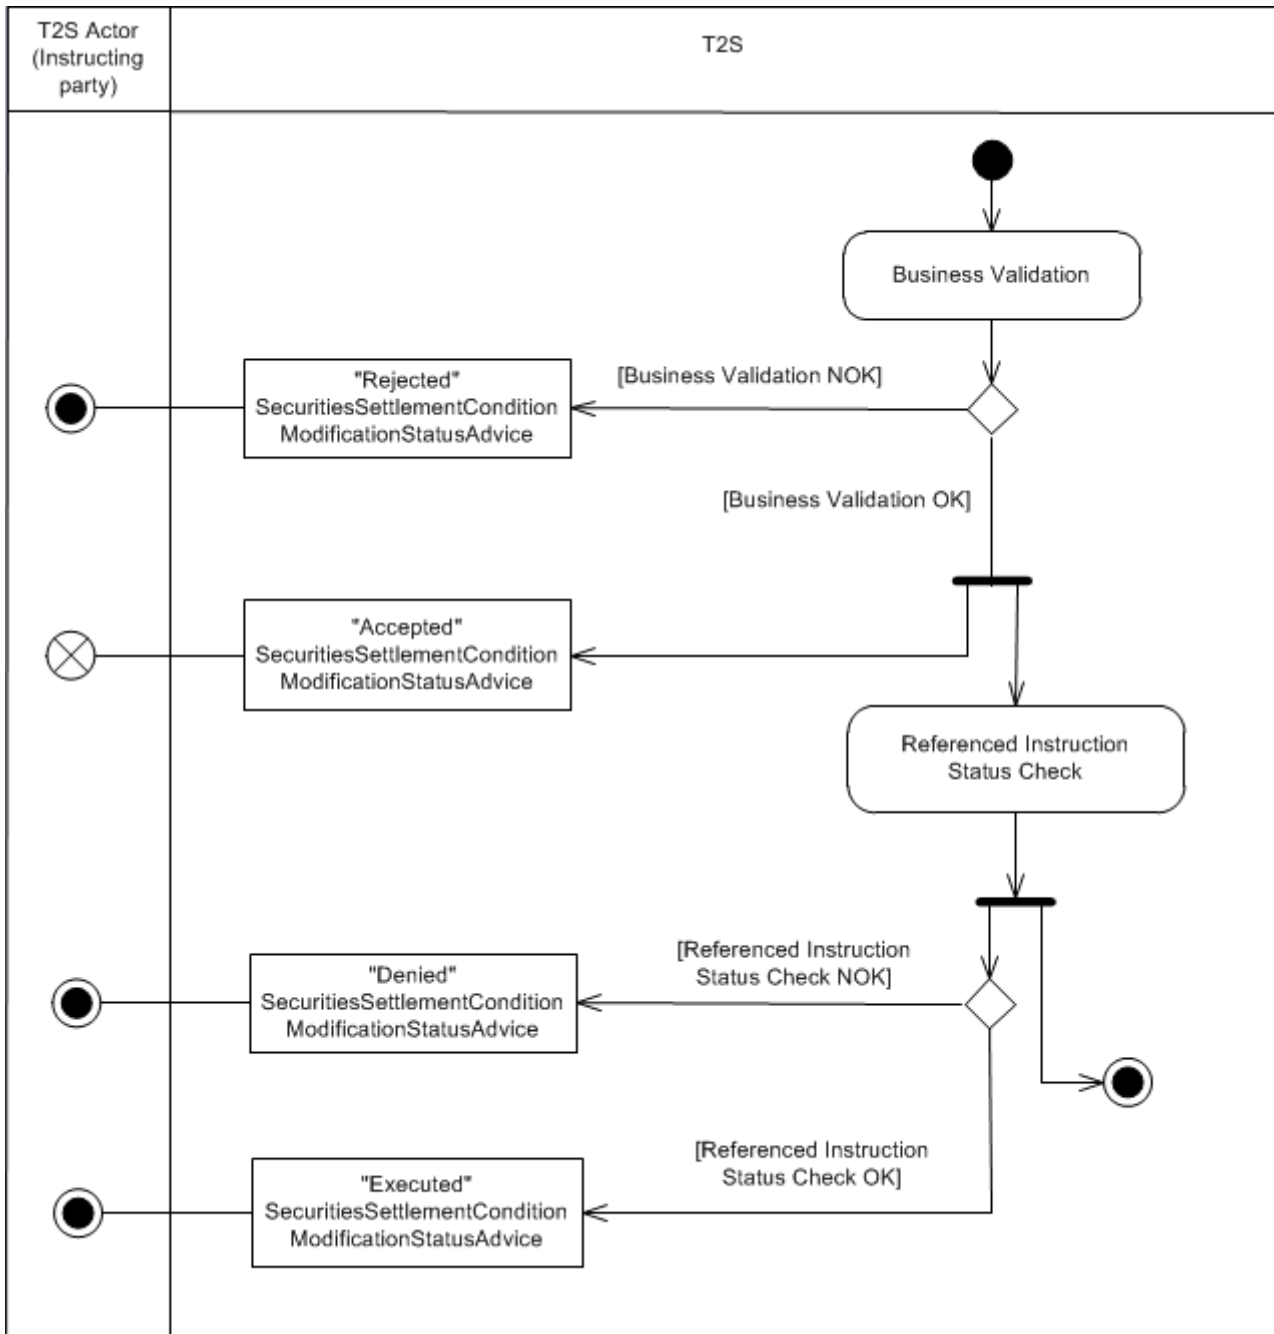 T2S Actor
(Instructing
party)
T2S
Business Validation
[Business Validation NOK]
"Rejected"
SecuritiesSettlementCondition
ModificationStatusAdvice
[Business Validation OK]
"Accepted"
SecuritiesSettlementCondition
ModificationStatusAdvice
Referenced Instruction
Status Check
[Referenced Instruction
Status Check NOK]
"Denied"
SecuritiesSettlementCondition
ModificationStatusAdvice
[Referenced Instruction
Status Check OK]
"Executed"
SecuritiesSettlementCondition
ModificationStatusAdvice